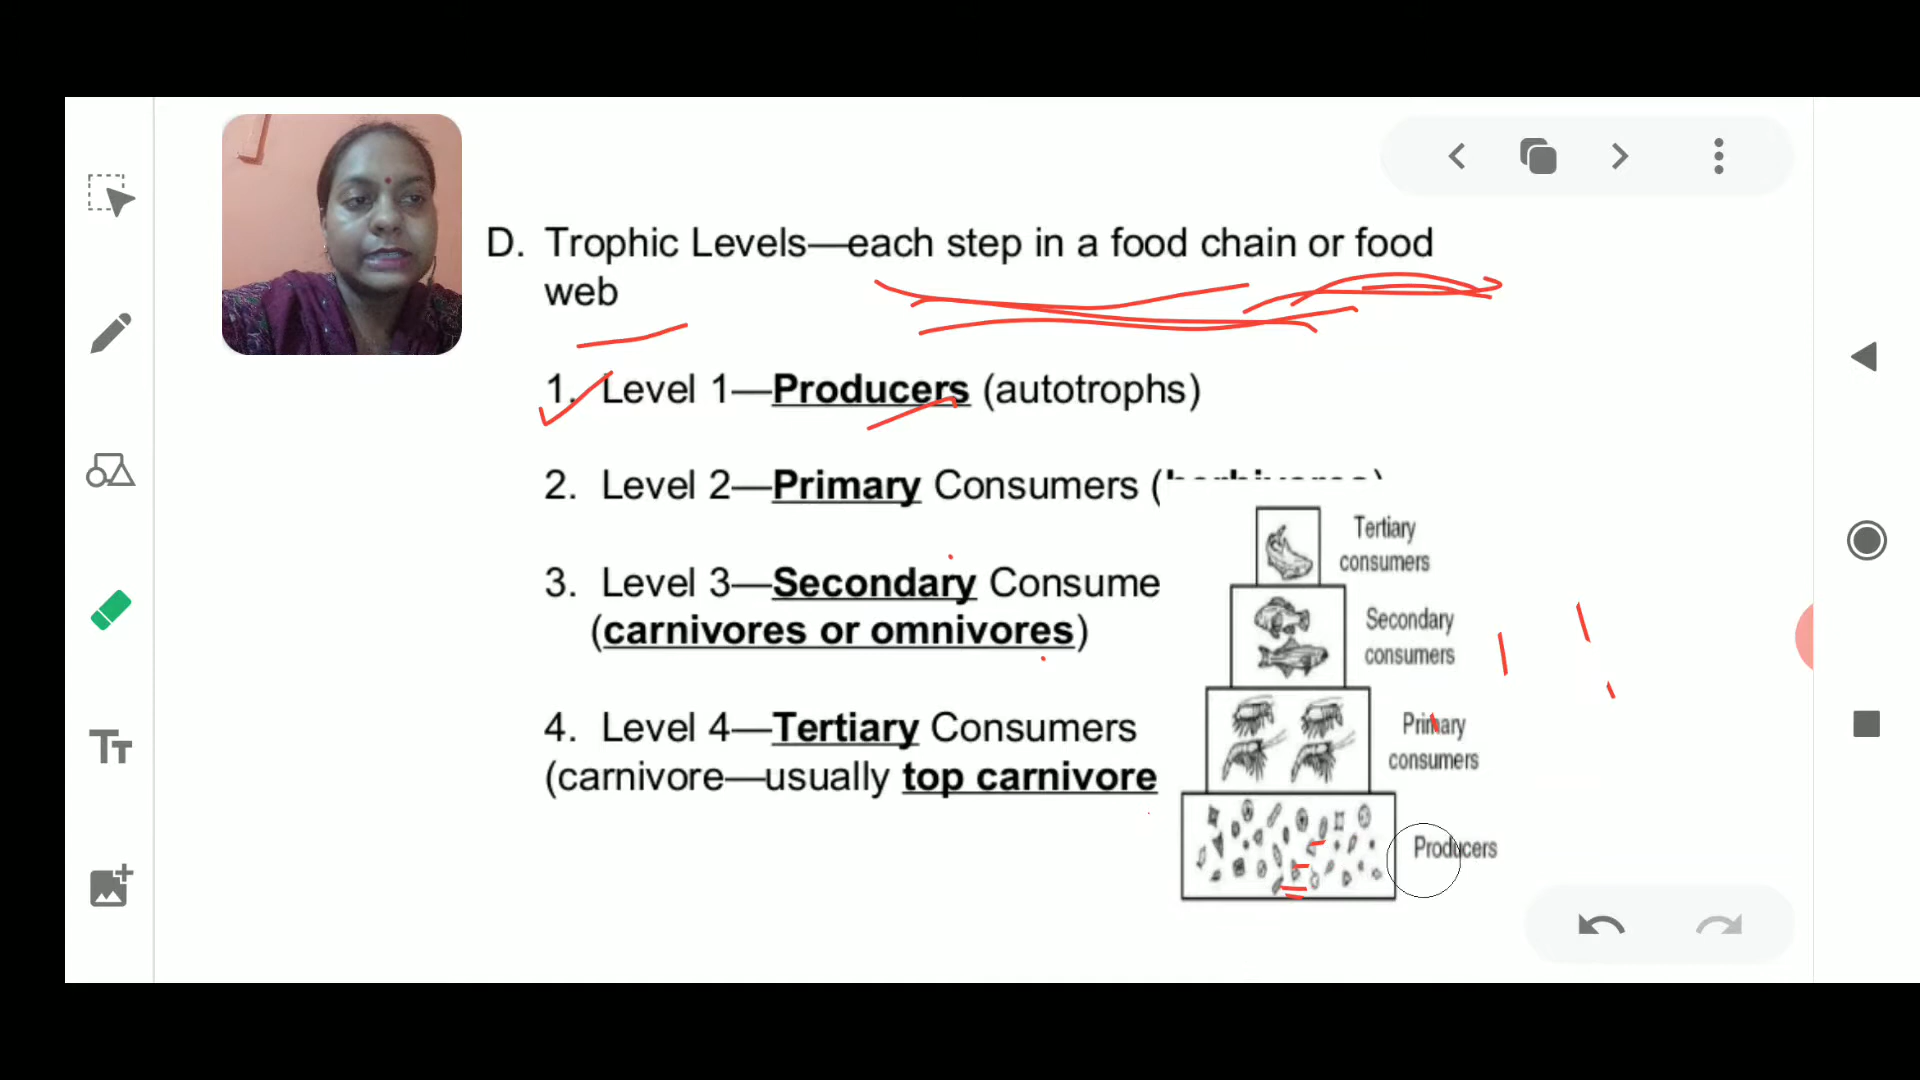 D. Trophic Levels—each step in a food chain or food
web
1. Level 1—Producers (autotrophs)
2. Level 2—Primary Consumers (
3. Level 3—Secondary Consume
(carnivores or omnivores)
4. Level 4—Tertiary Consumers
(carnivore—usually top carnivore
Tertiary
consumers
Secondary
consumers
Primary
consumers
Producers
Tт